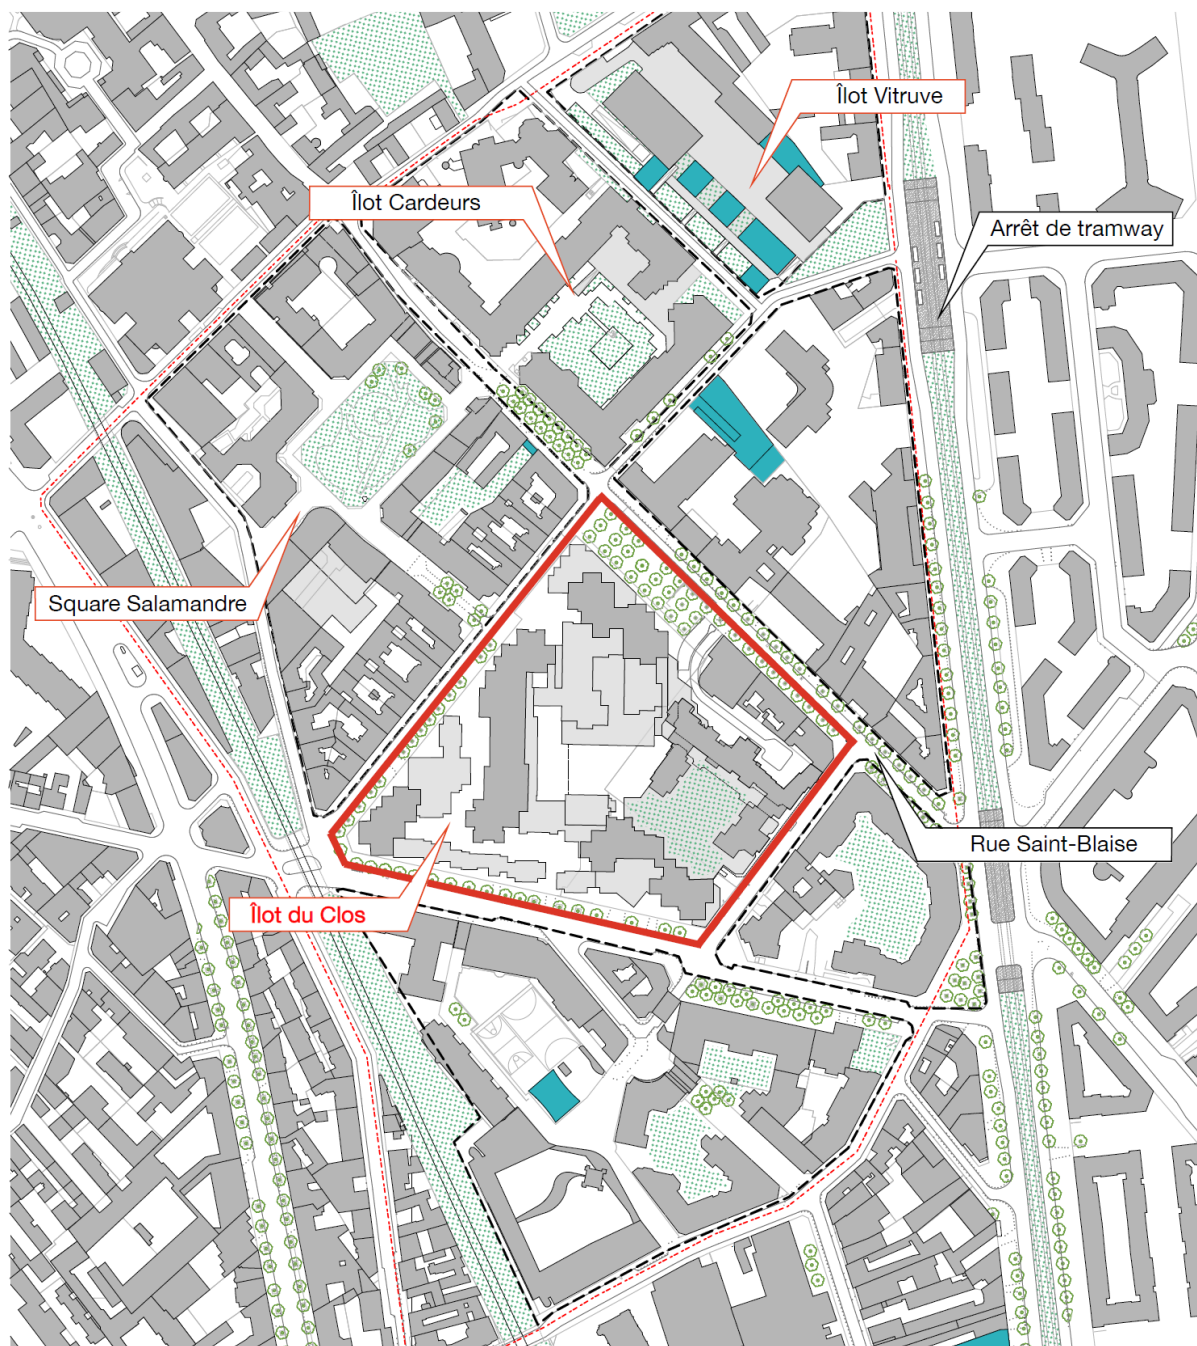 Îlot Vitruve
Îlot Cardeurs
Arrêt de tramway
Square Salamandre
Rue Saint-Blaise
Îlot du Clos